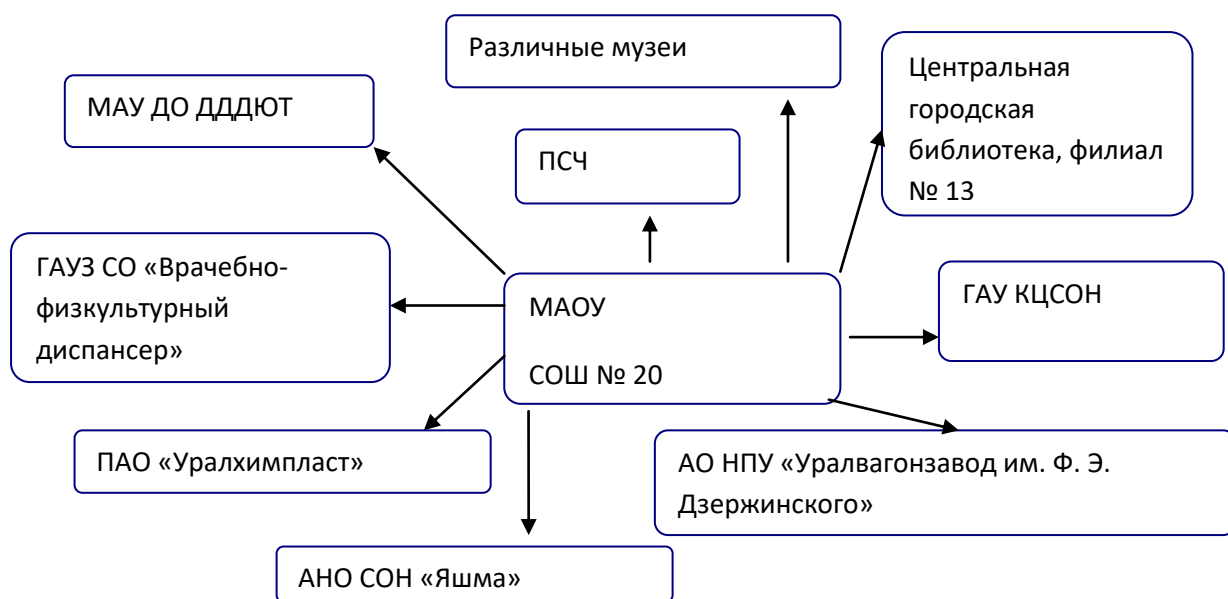 Различные музеи
Центральная
городская
библиотека, филиал
№ 13
МАУ ДО ДДДЮТ
ПСЧ
ГАУЗ СО «Врачебно-
физкультурный
диспансер»
МАОУ
СОШ № 20
ГАУ КЦСОН
ПАО «Уралхимпласт»
АО НПУ «Уралвагонзавод им. Ф. Э.
Дзержинского»
АНО СОН «Яшма»